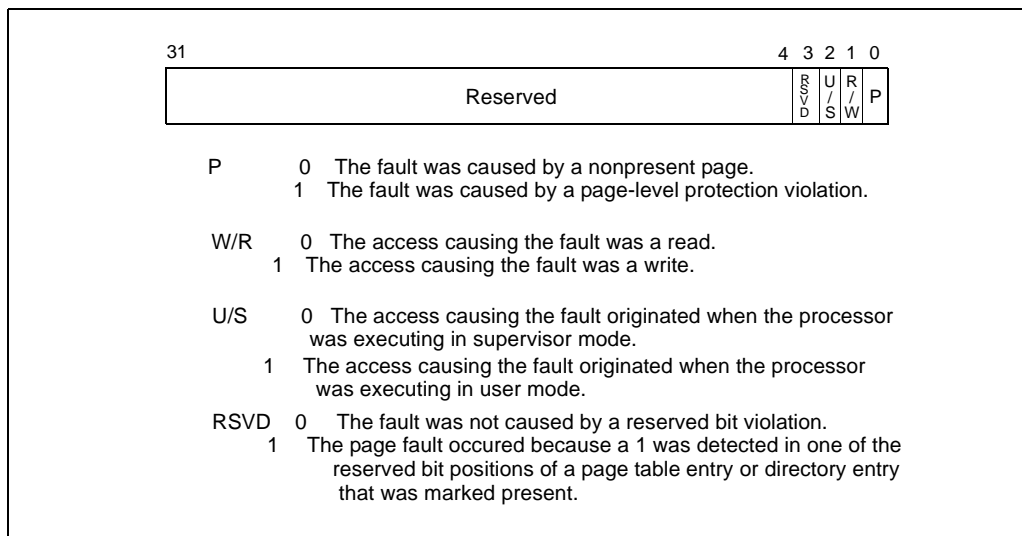 31 4 3 2 1 0
Reserved RSVD U/S R/W P
P 0 The fault was caused by a nonpresent page.
1 The fault was caused by a page-level protection violation.
W/R 0 The access causing the fault was a read.
1 The access causing the fault was a write.
U/S 0 The access causing the fault originated when the processor
was executing in supervisor mode.
1 The access causing the fault originated when the processor
was executing in user mode.
RSVD 0 The fault was not caused by a reserved bit violation.
1 The page fault occured because a 1 was detected in one of the
reserved bit positions of a page table entry or directory entry
that was marked present.